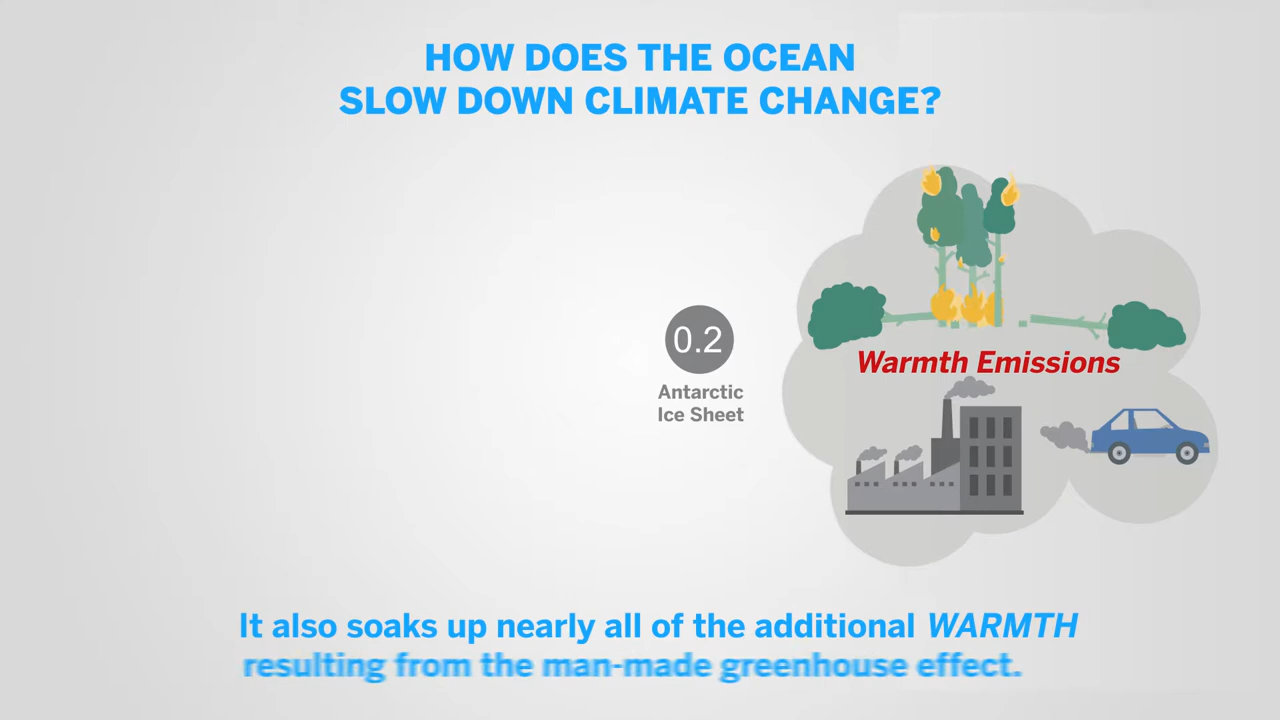 HOW DOES THE OCEAN
SLOW DOWN CLIMATE CHANGE?
0.2
Antarctic
Ice Sheet
Warmth Emissions
It also soaks up nearly all of the additional WARMTH
resulting from the man-made greenhouse effect.